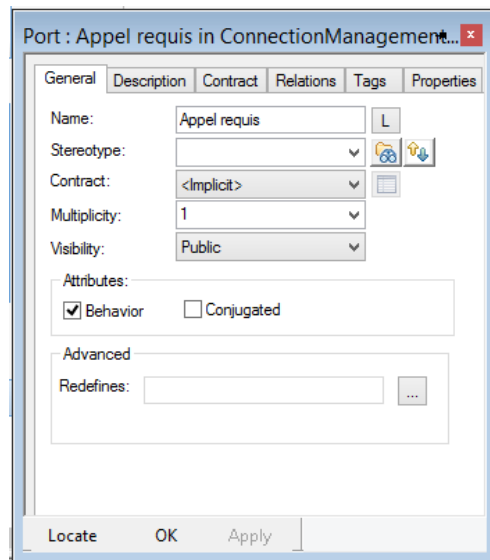 Port : Appel requis in ConnectionManagement...
General Description Contract Relations Tags Properties
Name: Appel requis L
Stereotype:
Contract: <Implicit>
Multiplicity: 1
Visibility: Public
Attributes:
Behavior Conjugated
Advanced
Redefines: ...
Locate OK Apply